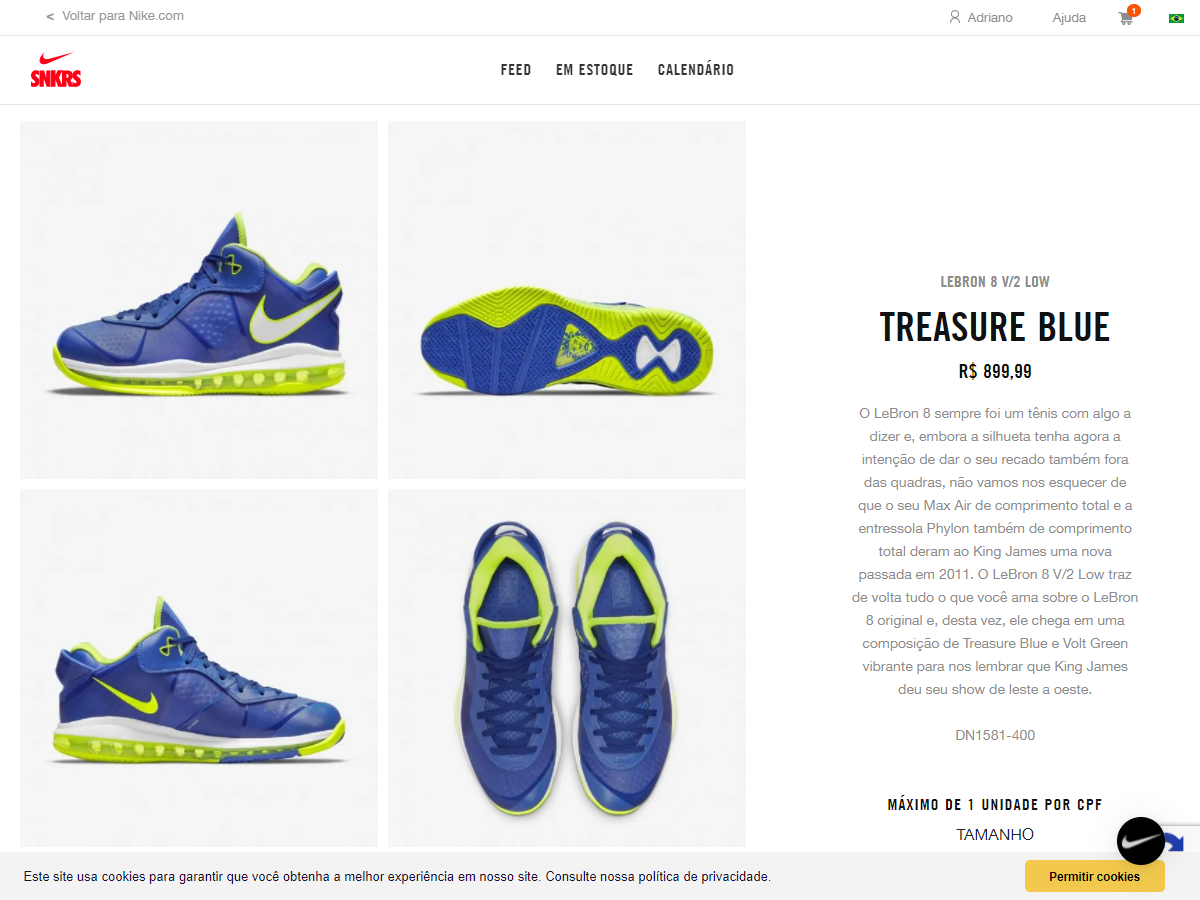 < Voltar para Nike.com
Adriano
Ajuda
1
SNKRS
FEED
EM ESTOQUE
CALENDÁRIO
LEBRON 8 V/2 LOW
TREASURE BLUE
R$ 899,99
O LeBron 8 sempre foi um tênis com algo a
dizer e, embora a silhueta tenha agora a
intenção de dar o seu recado também fora
das quadras, não vamos nos esquecer de
que o seu Max Air de comprimento total e a
entressola Phylon também de comprimento
total deram ao King James uma nova
passada em 2011. O LeBron 8 V/2 Low traz
de volta tudo o que você ama sobre o LeBron
8 original e, desta vez, ele chega em uma
composição de Treasure Blue e Volt Green
vibrante para nos lembrar que King James
deu seu show de leste a oeste.
DN1581-400
MÁXIMO DE 1 UNIDADE POR CPF
TAMANHO
Este site usa cookies para garantir que você obtenha a melhor experiência em nosso site. Consulte nossa política de privacidade.
Permitir cookies